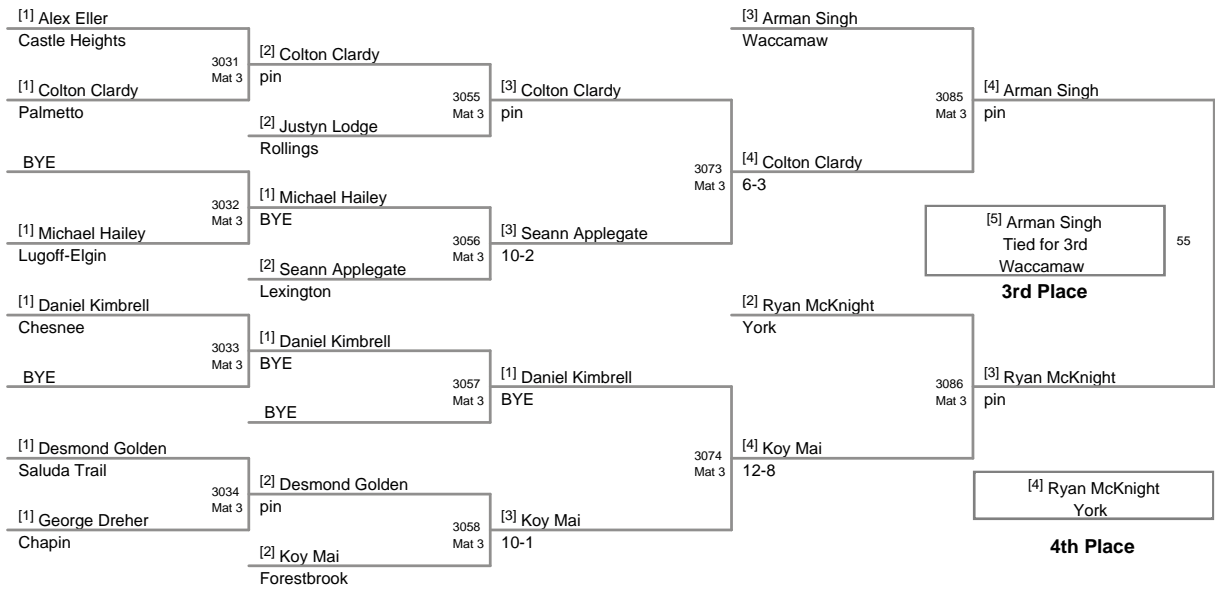 [1] Alex Eller
Castle Heights
3031
Mat 3
[1] Colton Clardy
Palmetto
BYE
3032
Mat 3
[1] Michael Hailey
Lugoff-Elgin
[1] Daniel Kimbrell
Chesnee
3033
Mat 3
BYE
[1] Desmond Golden
Saluda Trail
3034
Mat 3
[1] George Dreher
Chapin
[2] Colton Clardy
pin
3055
Mat 3
[2] Justyn Lodge
Rollings
[1] Michael Hailey
BYE
3056
Mat 3
[2] Seann Applegate
Lexington
[1] Daniel Kimbrell
BYE
3057
Mat 3
BYE
[2] Desmond Golden
pin
3058
Mat 3
[2] Koy Mai
Forestbrook
[3] Colton Clardy
pin
3073
Mat 3
[3] Seann Applegate
10-2
[1] Daniel Kimbrell
BYE
3074
Mat 3
[3] Koy Mai
10-1
[3] Arman Singh
Waccamaw
3085
Mat 3
[4] Colton Clardy
6-3
[2] Ryan McKnight
York
3086
Mat 3
[4] Koy Mai
12-8
[4] Arman Singh
pin
[5] Arman Singh
Tied for 3rd
Waccamaw
55
3rd Place
[3] Ryan McKnight
pin
[4] Ryan McKnight
York
4th Place